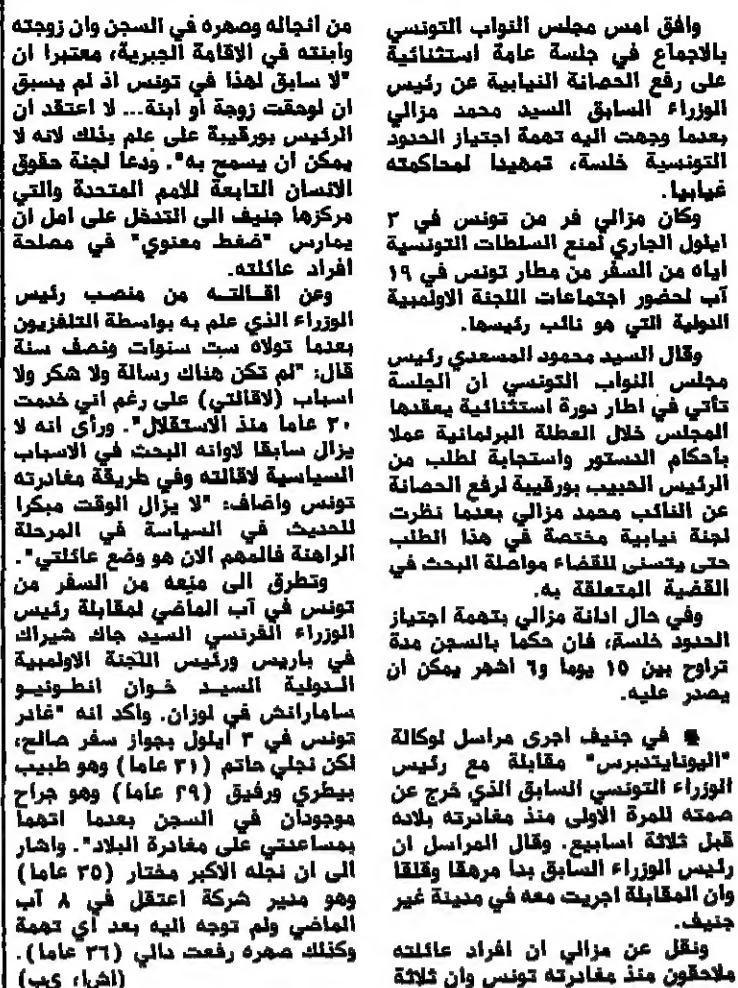 وافق امس مجلس النواب التونسي
بالاجماع في جلسة عامة استثنائية
على رفع الحصانة النيابية عن رئيس
الوزراء السابق السيد محمد مزالي
بعدما وجهت اليه تهمة اجتياز الحدود
التونسية خلسة، تمهيدا لمحاكمته
غيابيا.
وكان مزالي فر من تونس في ٣
ايلول الجاري لمنع السلطات التونسية
اياه من السفر من مطار تونس في ١٩
آب لحضور اجتماعات اللجنة الاولمبية
الدولية التي هو نائب رئيسها.
وقال السيد محمود المسعدي رئيس
مجلس النواب التونسي ان الجلسة
تأتي في اطار دورة استثنائية يعقدها
المجلس خلال العطلة البرلمانية عملا
بأحكام الدستور واستجابة لطلب من
الرئيس الحبيب بورقيبة لرفع الحصانة
عن النائب محمد مزالي بعدما نظرت
لجنة نيابية مختصة في هذا الطلب
حتى يتسنى للقضاء مواصلة البحث في
القضية المتعلقة به.
وفي حال ادانة مزالي بتهمة اجتياز
الحدود خلسة، فان حكما بالسجن مدة
تراوح بين ١٥ يوما و٦ اشهر يمكن ان
يصدر عليه.
■ في جنيف اجرى مراسل لوكالة
"اليونايتدبرس" مقابلة مع رئيس
الوزراء التونسي السابق الذي خرج عن
صمته للمرة الاولى منذ مغادرته بلاده
قبل ثلاثة اسابيع. وقال المراسل ان
رئيس الوزراء السابق بدا مرهقا وقلقا
وان المقابلة اجريت معه في مدينة غير
جنيف.
ونقل عن مزالي ان افراد عائلته
ملاحقون منذ مغادرته تونس وان ثلاثة
من انجاله وصهره في السجن وان زوجته
وابنته في الاقامة الجبرية، معتبرا ان
"لا سابق لهذا في تونس اذ لم يسبق
ان لوحقت زوجة أو ابنة... لا اعتقد ان
الرئيس بورقيبة على علم بذلك لانه لا
يمكن ان يسمح به". ودعا لجنة حقوق
الانسان التابعة للامم المتحدة والتي
مركزها جنيف الى التدخل على امل ان
يمارس "ضغط معنوي" في مصلحة
افراد عائلته.
وعن اقالته من منصب رئيس
الوزراء الذي علم به بواسطة التلفزيون
بعدما تولاه ست سنوات ونصف سنة
قال: "لم تكن هناك رسالة ولا شكر ولا
اسباب (لاقالتي) على رغم اني خدمت
٣٠ عاما منذ الاستقلال". ورأى انه لا
يزال سابقا لاوانه البحث في الاسباب
السياسية لاقالته وفي طريقة مغادرته
تونس واضاف: "لا يزال الوقت مبكرا
للحديث في السياسة في المرحلة
الراهنة فالمهم الان هو وضع عائلتي".
وتطرق الى منعه من السفر من
تونس في آب الماضي لمقابلة رئيس
الوزراء الفرنسي السيد جاك شيراك
في باريس ورئيس اللجنة الاولمبية
الدولية السيد خوان انطونيو
سامارانش في لوزان. واكد انه "غادر
تونس في ٣ ايلول بجواز سفر صالح،
لكن نجلي حاتم (٣١ عاما) وهو طبيب
بيطري ورفيق (٢٩ عاما) وهو جراح
موجودان في السجن بعدما اتهما
بمساعدتي على مغادرة البلاد". واشار
الى ان نجله الاكبر مختار (٣٥ عاما)
وهو مدير شركة اعتقل في ٨ آب
الماضي ولم توجه اليه بعد اي تهمة
وكذلك صهره رفعت دالي (٣٦ عاما).
(اش‌ا، ي‌ب)